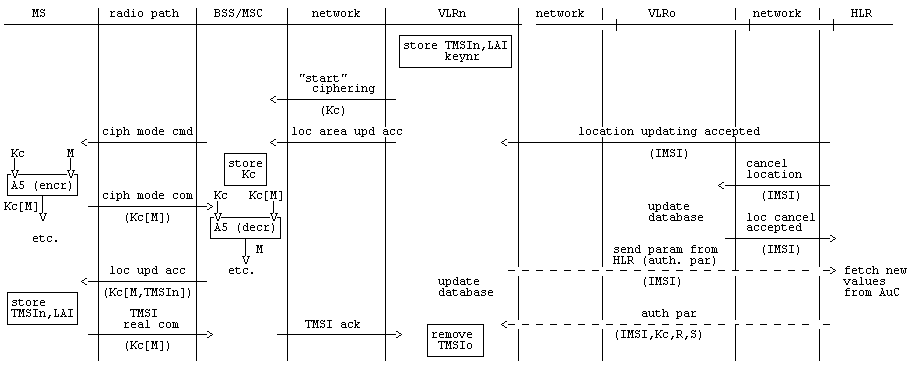 MS radio path BSS/MSC network VLRn network VLRo network HLR
store TMSIn,LAI
keynr
"start"
ciphering
(Kc)
ciph mode cmd loc area upd acc location updating accepted
(IMSI)
Kc M
store
Kc
cancel
location
(IMSI)
A5 (encr)
ciph mode com
Kc Kc[M]
Kc[M]
(Kc[M])
update
database
loc cancel
accepted
(IMSI)
A5 (decr)
etc.
M
etc.
send param from
HLR (auth. par)
(IMSI)
loc upd acc
(Kc[M,TMSIn])
update
database
fetch new
values
from AuC
store
TMSIn,LAI
TMSI
real com
(Kc[M])
TMSI ack
remove
TMSIo
auth par
(IMSI,Kc,R,S)